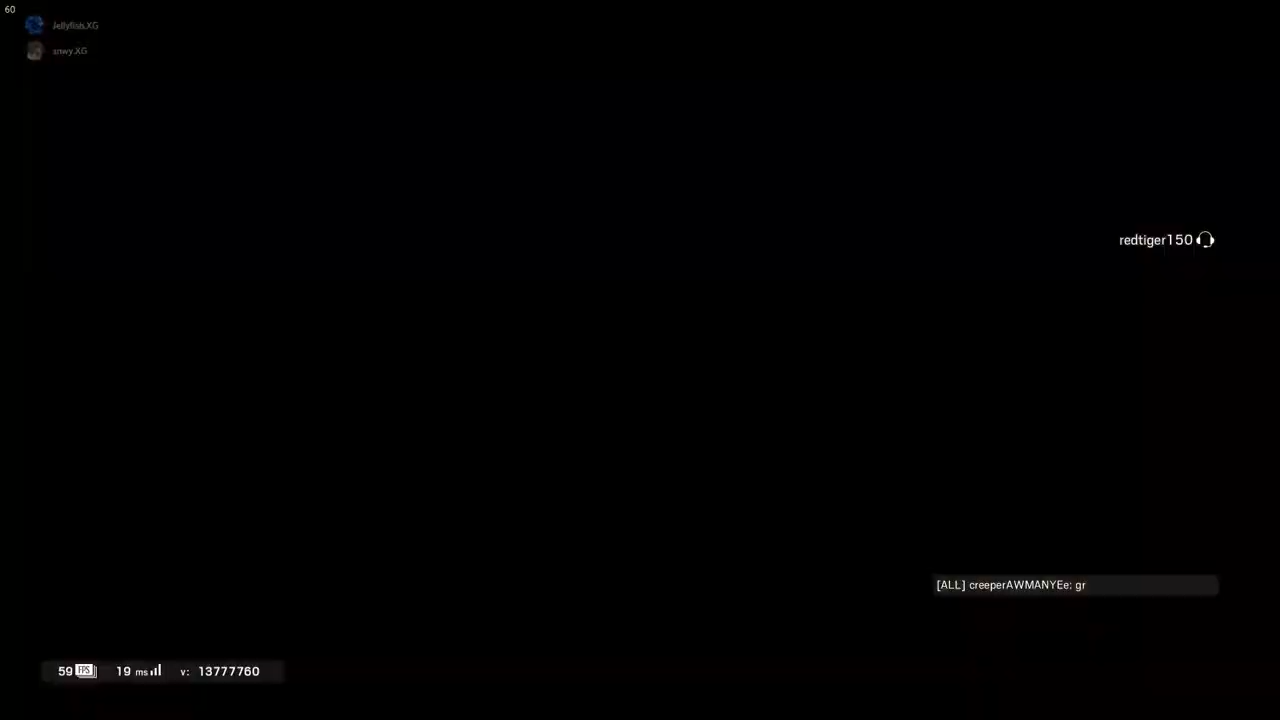 60
Jellyfish.XG
snwy.XG
redtiger150
[ALL] creeperAWMANYEe: gr
59 FPS 19 ms v: 13777760